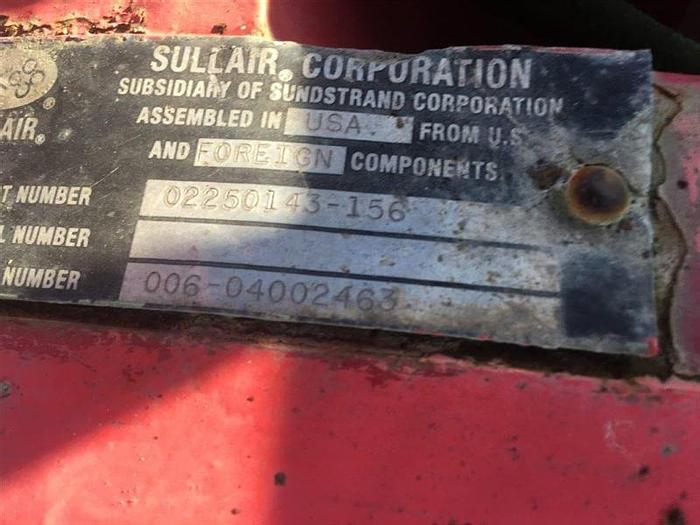 SULLAIR® CORPORATION
SUBSIDIARY OF SUNDSTRAND CORPORATION
ASSEMBLED IN USA FROM U.S.
AND FOREIGN COMPONENTS
AIR®
T NUMBER 02250143-156
L NUMBER
NUMBER 006-04002463